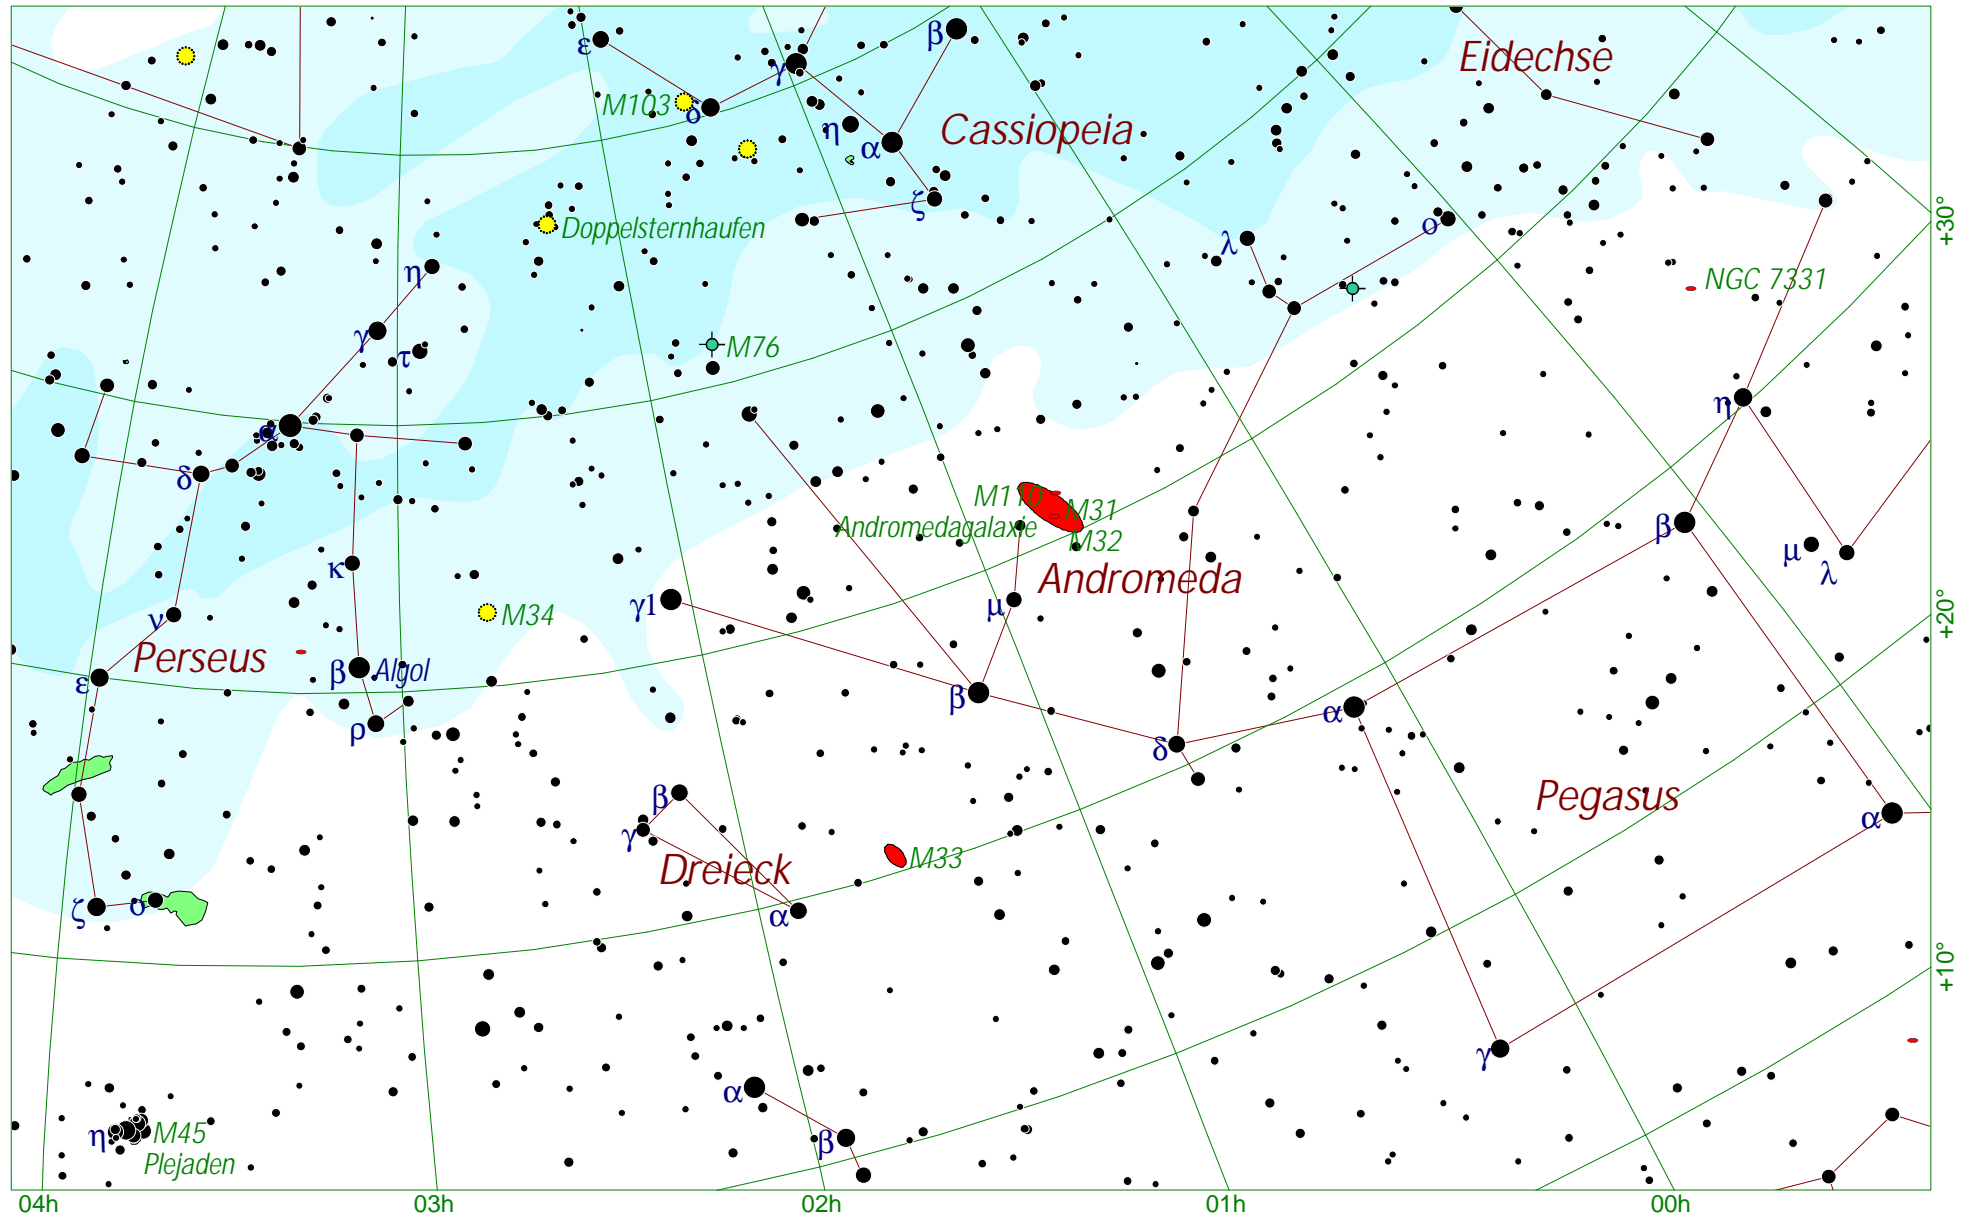 ε
γ
β
Eidechse
M103
δ
η
α
Cassiopeia
ζ
Doppelsternhaufen
λ
ο
+30°
η
NGC 7331
γ
τ
M76
α
η
δ
M110
M31
Andromedagalaxie
M32
β
μ
λ
κ
Andromeda
γ1
μ
ν
M34
+20°
Perseus
β
Algol
ε
β
α
ρ
δ
β
Pegasus
α
γ
Dreieck
M33
ζ
ο
α
+10°
γ
α
η
M45
β
Plejaden
04h
03h
02h
01h
00h